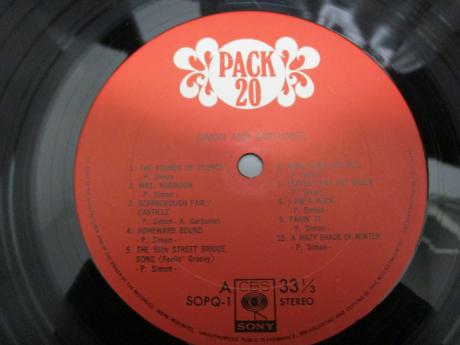 PACK
20
SIMON AND GARFUNKEL
1. THE SOUNDS OF SILENCE
- P. Simon -
2. MRS. ROBINSON
- P. Simon -
3. SCARBOROUGH FAIR /
CANTICLE
- P. Simon - A. Garfunkel -
4. HOMEWARD BOUND
- P. Simon -
5. THE 59th STREET BRIDGE
SONG (Feelin' Groovy)
- P. Simon -
- P. Simon -
- P. Simon -
8. I AM A ROCK
- P. Simon -
9. FAKIN' IT
- P. Simon -
10. A HAZY SHADE OF WINTER
- P. Simon -
A
SOPQ-1
CBS
SONY
33 1/3
STEREO